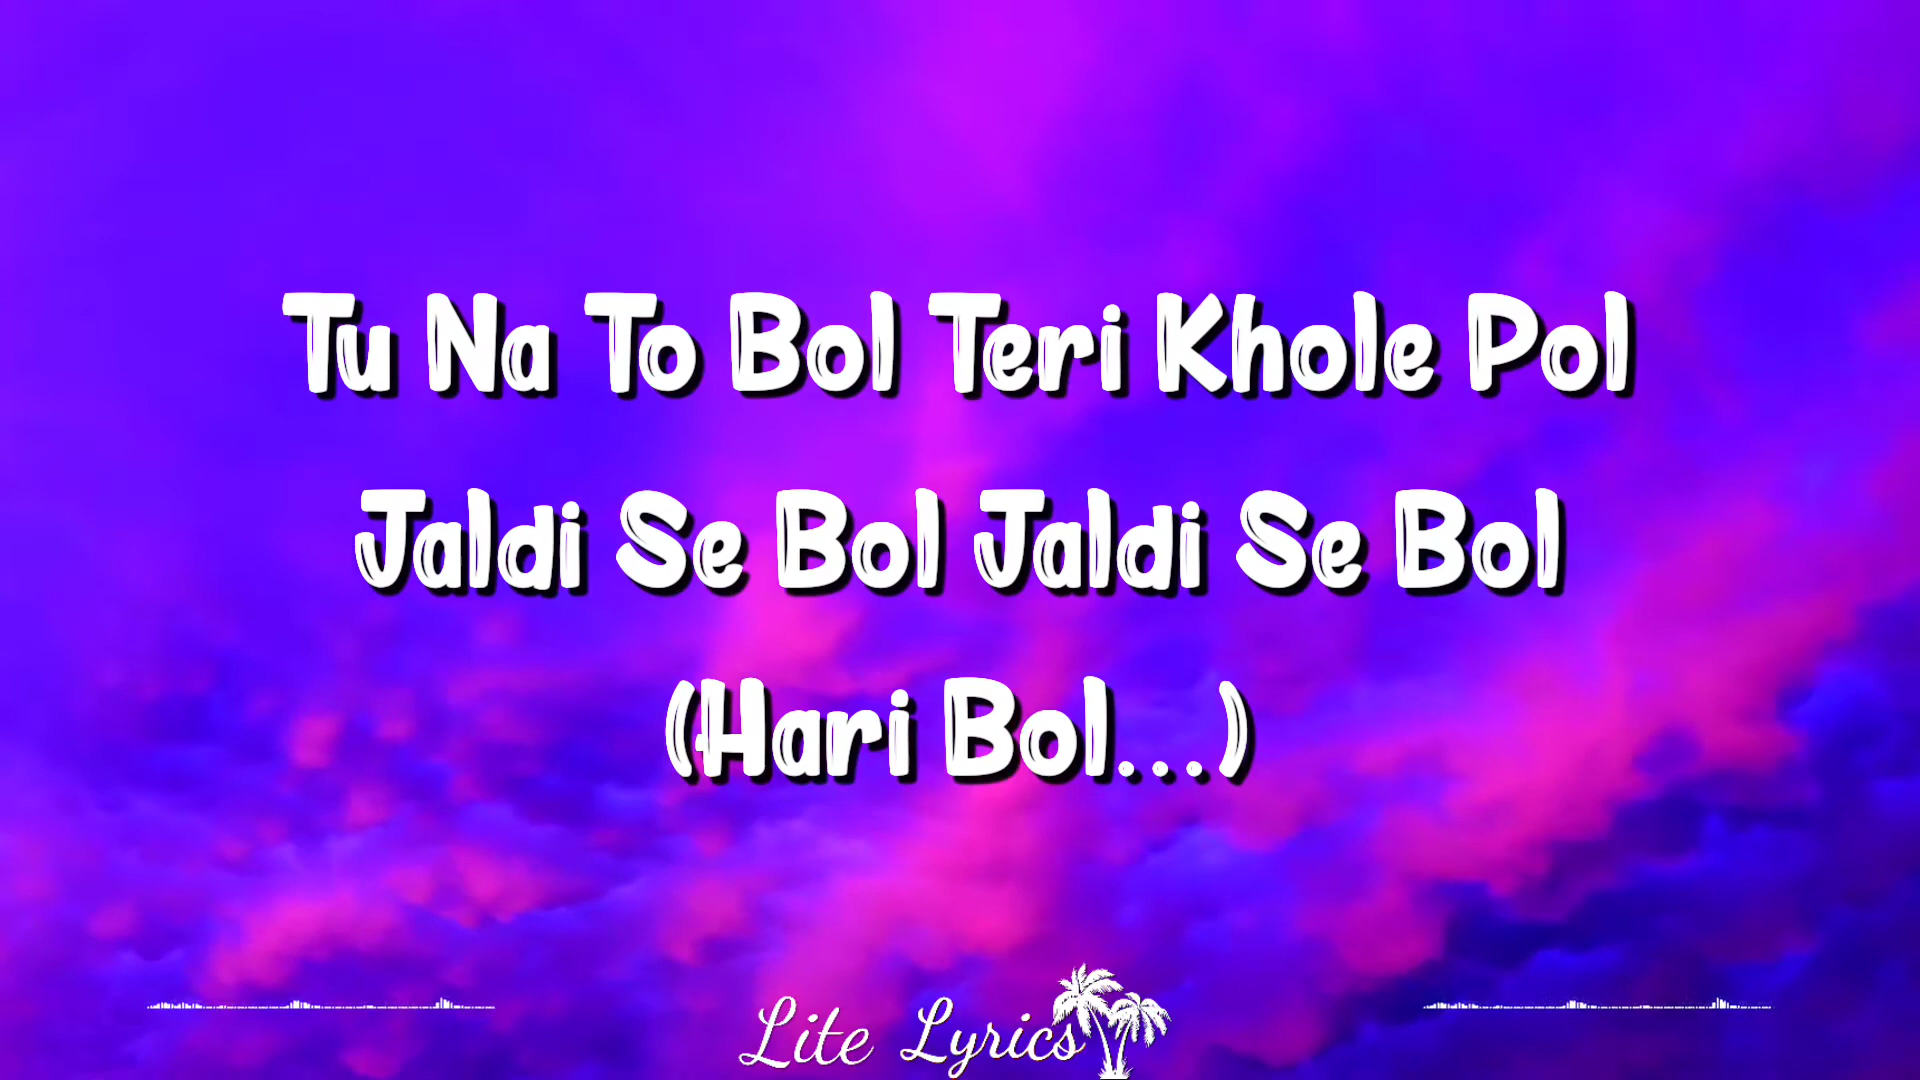 Tu Na To Bol Teri Khole Pol
Jaldi Se Bol Jaldi Se Bol
(Hari Bol...)
Lite Lyrics